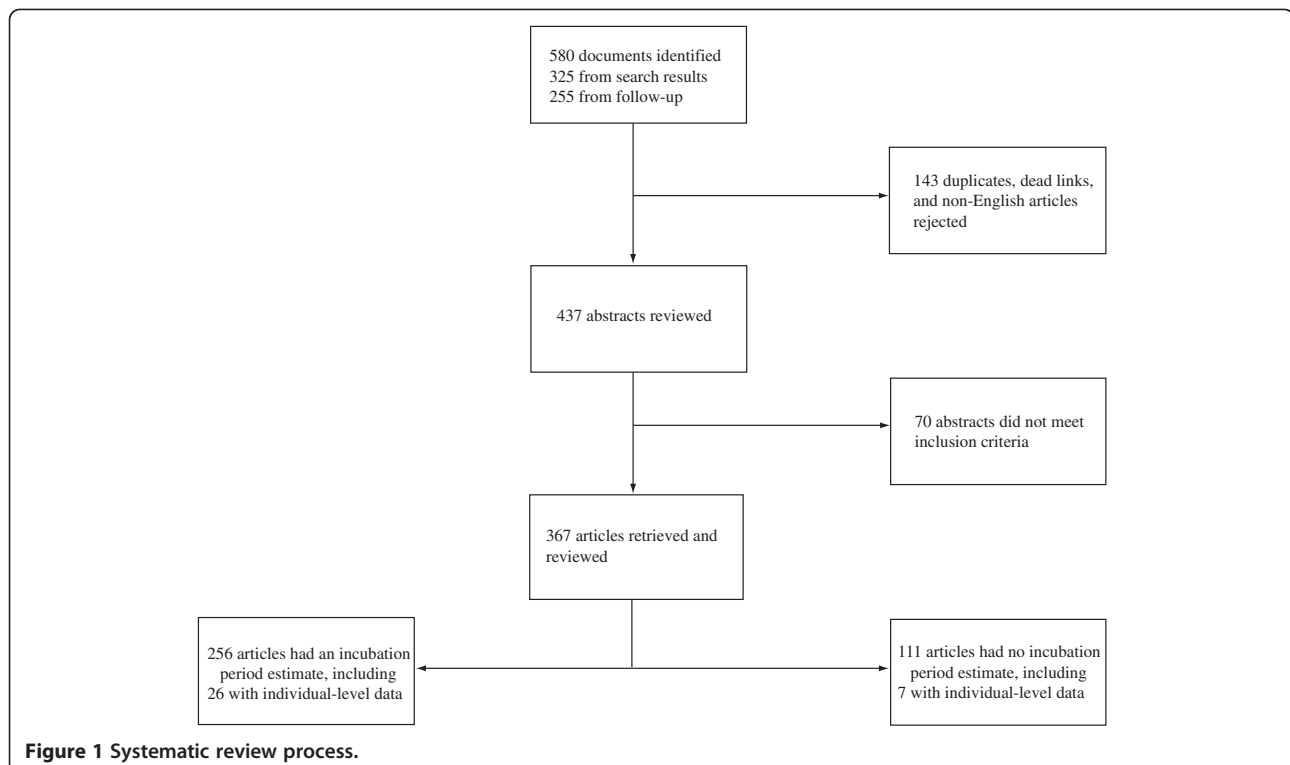 580 documents identified
325 from search results
255 from follow-up
143 duplicates, dead links,
and non-English articles
rejected
437 abstracts reviewed
70 abstracts did not meet
inclusion criteria
367 articles retrieved and
reviewed
256 articles had an incubation
period estimate, including
26 with individual-level data
111 articles had no incubation
period estimate, including
7 with individual-level data
Figure 1 Systematic review process.